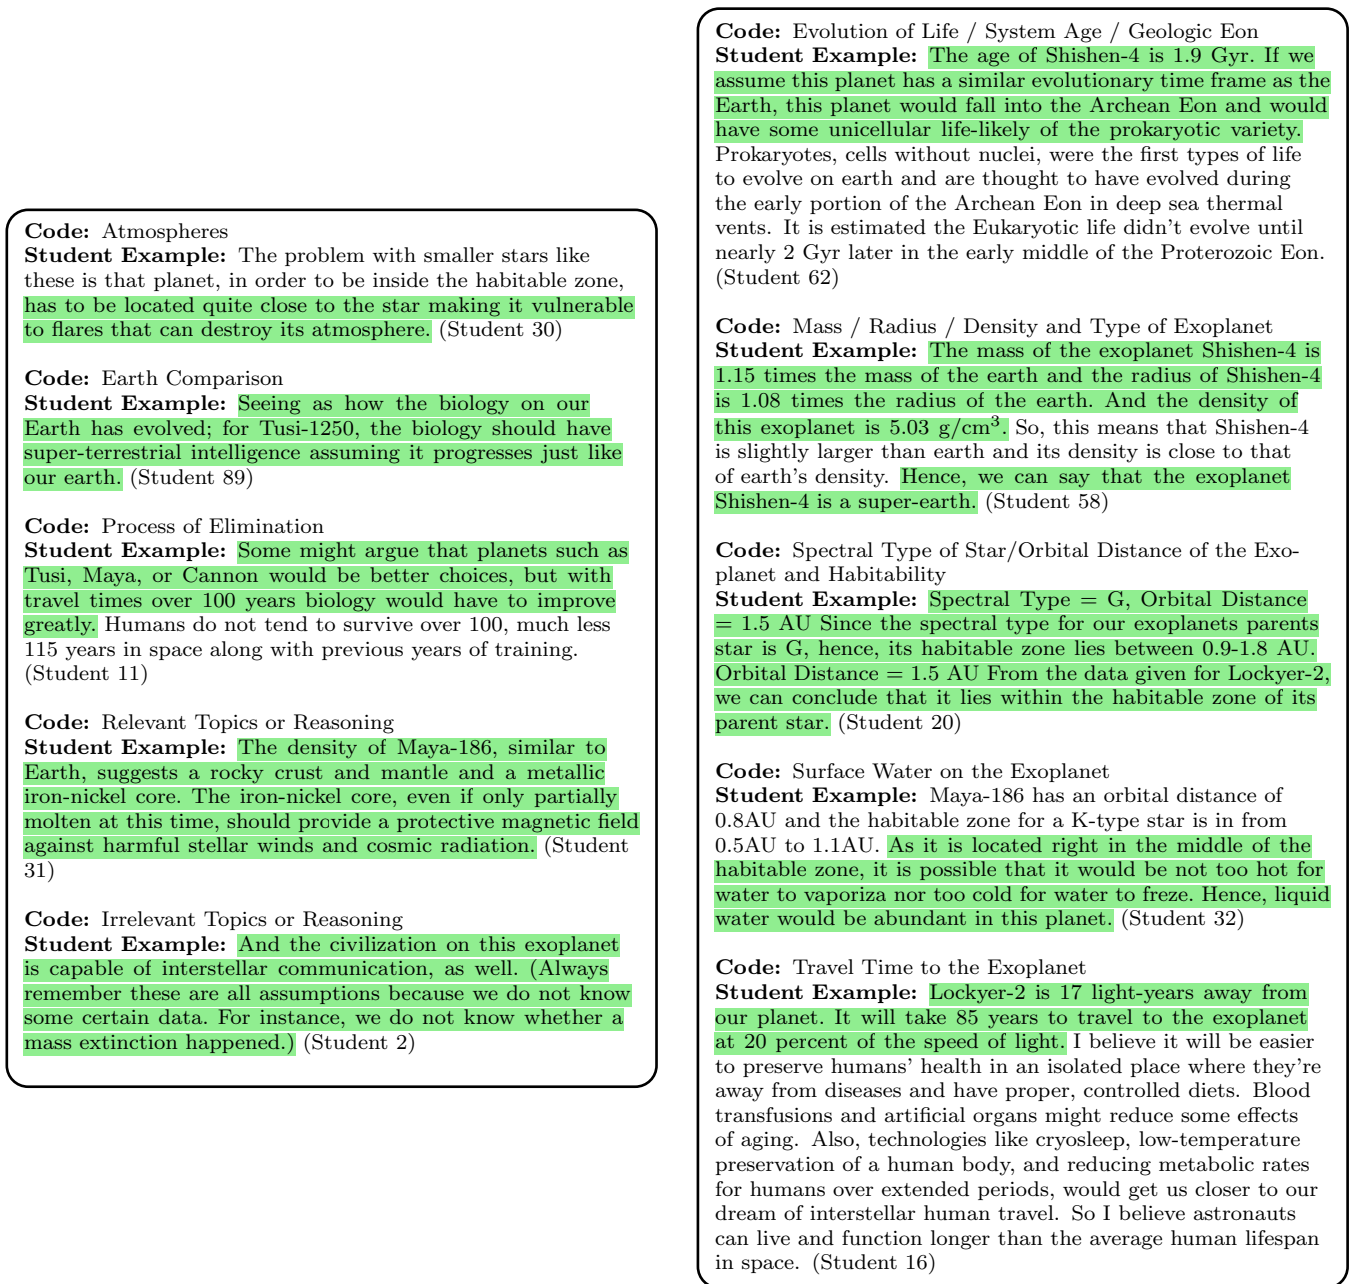 Code: Atmospheres
Student Example: The problem with smaller stars like
these is that planet, in order to be inside the habitable zone,
has to be located quite close to the star making it vulnerable
to flares that can destroy its atmosphere. (Student 30)
Code: Earth Comparison
Student Example: Seeing as how the biology on our
Earth has evolved; for Tusi-1250, the biology should have
super-terrestrial intelligence assuming it progresses just like
our earth. (Student 89)
Code: Process of Elimination
Student Example: Some might argue that planets such as
Tusi, Maya, or Cannon would be better choices, but with
travel times over 100 years biology would have to improve
greatly. Humans do not tend to survive over 100, much less
115 years in space along with previous years of training.
(Student 11)
Code: Relevant Topics or Reasoning
Student Example: The density of Maya-186, similar to
Earth, suggests a rocky crust and mantle and a metallic
iron-nickel core. The iron-nickel core, even if only partially
molten at this time, should provide a protective magnetic field
against harmful stellar winds and cosmic radiation. (Student
31)
Code: Irrelevant Topics or Reasoning
Student Example: And the civilization on this exoplanet
is capable of interstellar communication, as well. (Always
remember these are all assumptions because we do not know
some certain data. For instance, we do not know whether a
mass extinction happened.) (Student 2)
Code: Evolution of Life / System Age / Geologic Eon
Student Example: The age of Shishen-4 is 1.9 Gyr. If we
assume this planet has a similar evolutionary time frame as the
Earth, this planet would fall into the Archean Eon and would
have some unicellular life-likely of the prokaryotic variety.
Prokaryotes, cells without nuclei, were the first types of life
to evolve on earth and are thought to have evolved during
the early portion of the Archean Eon in deep sea thermal
vents. It is estimated the Eukaryotic life didn't evolve until
nearly 2 Gyr later in the early middle of the Proterozoic Eon.
(Student 62)
Code: Mass / Radius / Density and Type of Exoplanet
Student Example: The mass of the exoplanet Shishen-4 is
1.15 times the mass of the earth and the radius of Shishen-4
is 1.08 times the radius of the earth. And the density of
this exoplanet is 5.03 g/cm³. So, this means that Shishen-4
is slightly larger than earth and its density is close to that
of earth's density. Hence, we can say that the exoplanet
Shishen-4 is a super-earth. (Student 58)
Code: Spectral Type of Star/Orbital Distance of the Exo-
planet and Habitability
Student Example: Spectral Type = G, Orbital Distance
= 1.5 AU Since the spectral type for our exoplanets parents
star is G, hence, its habitable zone lies between 0.9-1.8 AU.
Orbital Distance = 1.5 AU From the data given for Lockyer-2,
we can conclude that it lies within the habitable zone of its
parent star. (Student 20)
Code: Surface Water on the Exoplanet
Student Example: Maya-186 has an orbital distance of
0.8AU and the habitable zone for a K-type star is in from
0.5AU to 1.1AU. As it is located right in the middle of the
habitable zone, it is possible that it would be not too hot for
water to vaporiza nor too cold for water to freze. Hence, liquid
water would be abundant in this planet. (Student 32)
Code: Travel Time to the Exoplanet
Student Example: Lockyer-2 is 17 light-years away from
our planet. It will take 85 years to travel to the exoplanet
at 20 percent of the speed of light. I believe it will be easier
to preserve humans' health in an isolated place where they're
away from diseases and have proper, controlled diets. Blood
transfusions and artificial organs might reduce some effects
of aging. Also, technologies like cryosleep, low-temperature
preservation of a human body, and reducing metabolic rates
for humans over extended periods, would get us closer to our
dream of interstellar human travel. So I believe astronauts
can live and function longer than the average human lifespan
in space. (Student 16)